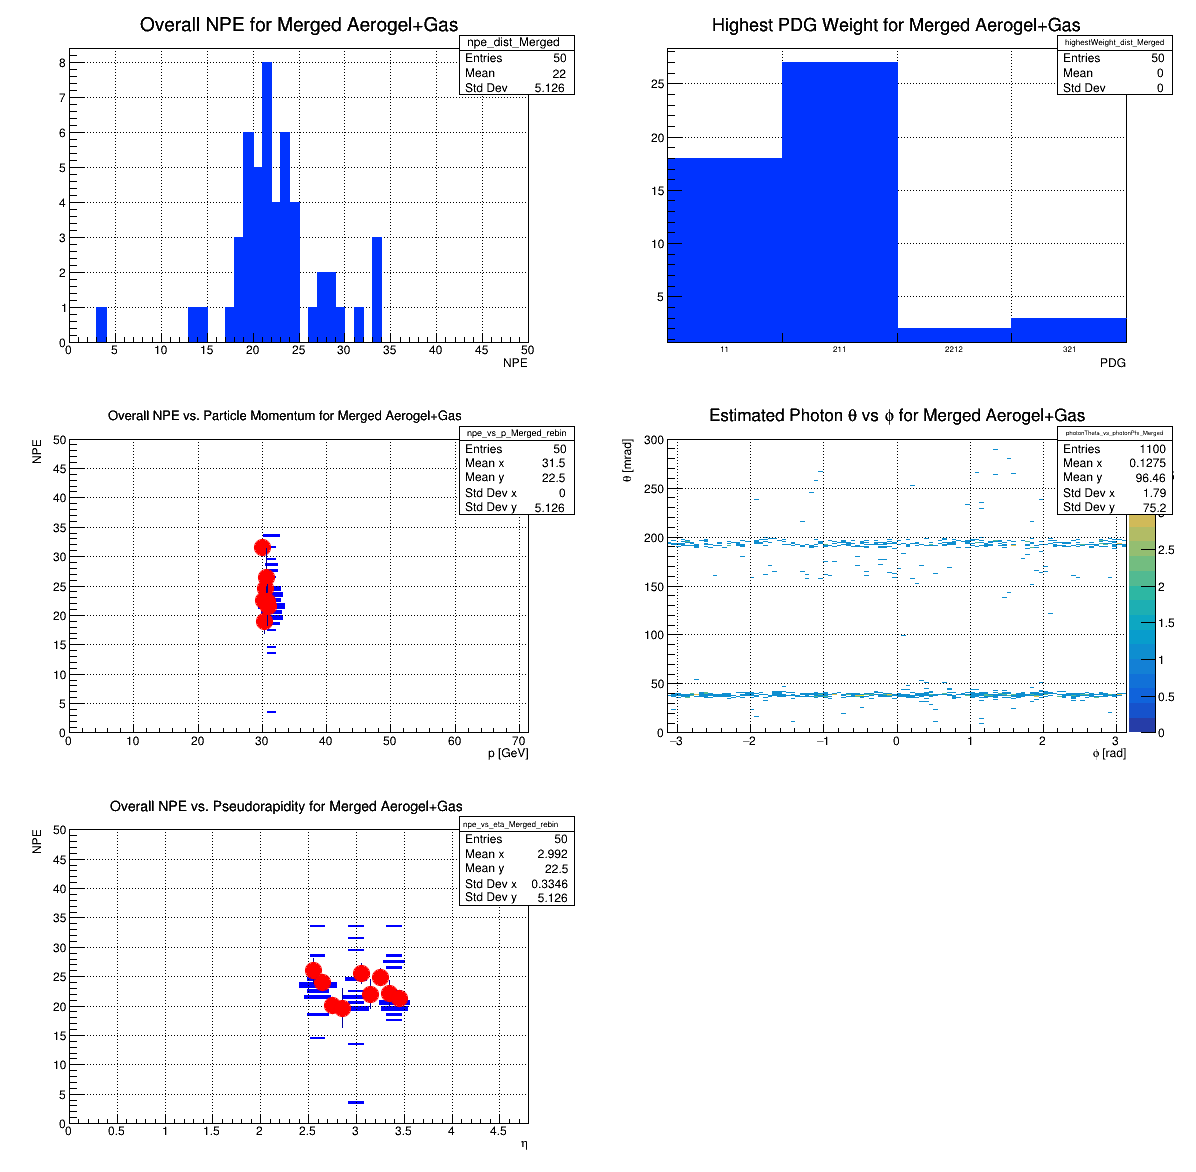 Overall NPE for Merged Aerogel+Gas
npe_dist_Merged
Entries 50
Mean 22
Std Dev 5.126
8
7
6
5
4
3
2
1
0
0 5 10 15 20 25 30 35 40 45 50
NPE
Highest PDG Weight for Merged Aerogel+Gas
highestWeight_dist_Merged
Entries 50
Mean 0
Std Dev 0
25
20
15
10
5
11 211 2212 321
PDG
Overall NPE vs. Particle Momentum for Merged Aerogel+Gas
npe_vs_p_Merged_rebin
Entries 50
Mean x 31.5
Mean y 22.5
Std Dev x 0
Std Dev y 5.126
NPE
50
45
40
35
30
25
20
15
10
5
0
0 10 20 30 40 50 60 70
p [GeV]
Estimated Photon θ vs ϕ for Merged Aerogel+Gas
photonTheta_vs_photonPhi_Merged
Entries 1100
Mean x 0.1275
Mean y 96.46
Std Dev x 1.79
Std Dev y 75.2
θ [mrad]
300
250
200
150
100
50
0
−3 −2 −1 0 1 2 3
ϕ [rad]
2.5
2
1.5
1
0.5
0
Overall NPE vs. Pseudorapidity for Merged Aerogel+Gas
npe_vs_eta_Merged_rebin
Entries 50
Mean x 2.992
Mean y 22.5
Std Dev x 0.3346
Std Dev y 5.126
NPE
50
45
40
35
30
25
20
15
10
5
0
0 0.5 1 1.5 2 2.5 3 3.5 4 4.5
η